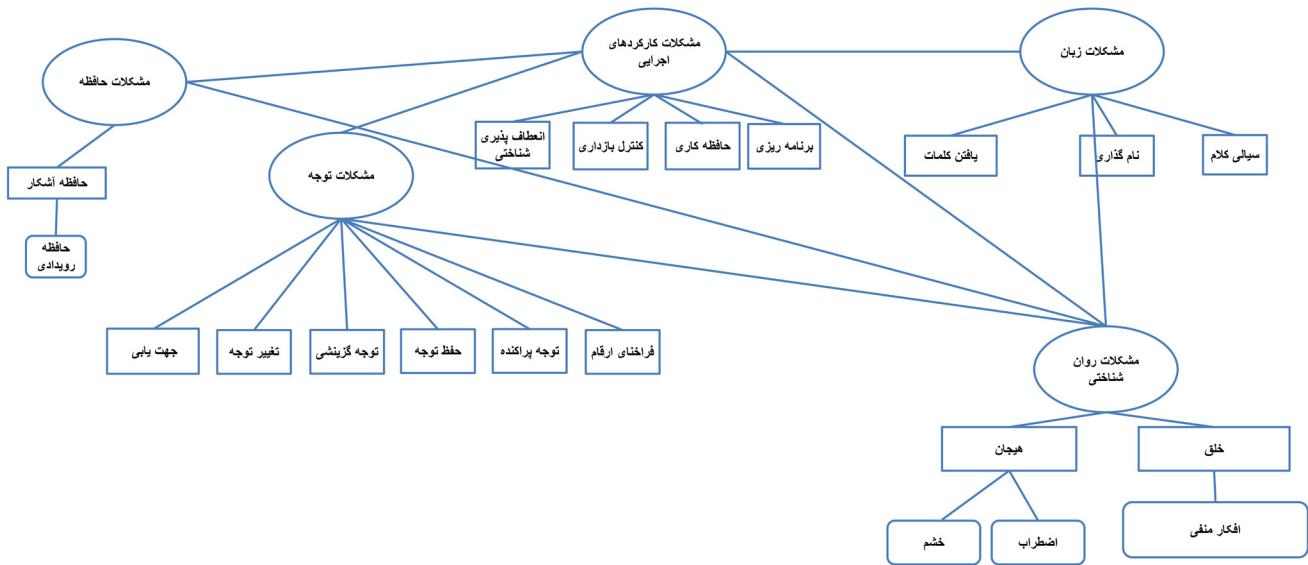 مشکلات کارکردهای
اجرایی
مشکلات زبان
مشکلات حافظه
سیالی کلام
نام گذاری
یافتن کلمات
برنامه ریزی
حافظه کاری
کنترل بازداری
انعطاف پذیری
شناختی
مشکلات توجه
حافظه آشکار
حافظه
رویدادی
فراخنای ارقام
توجه پراکنده
حفظ توجه
توجه گزینشی
تغییر توجه
جهت یابی
مشکلات روان
شناختی
خلق
هیجان
افکار منفی
اضطراب
خشم